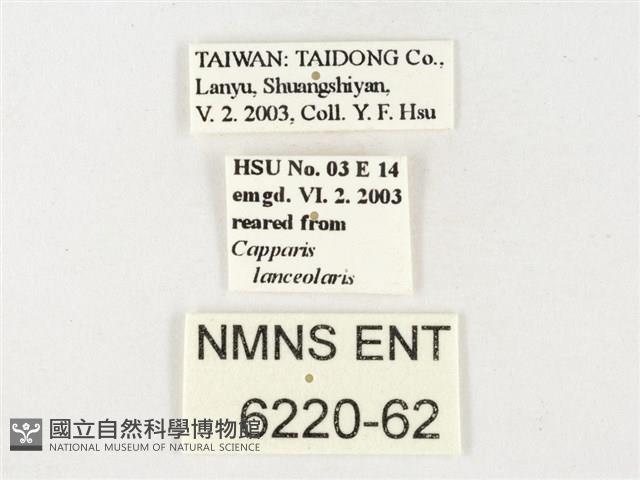 TAIWAN: TAIDONG Co.,
Lanyu, Shuangshiyan,
V. 2. 2003, Coll. Y. F. Hsu
HSU No. 03 E 14
emgd. VI. 2. 2003
reared from
Capparis
lanceolaris
NMNS ENT
6220-62
國立自然科學博物館
NATIONAL MUSEUM OF NATURAL SCIENCE